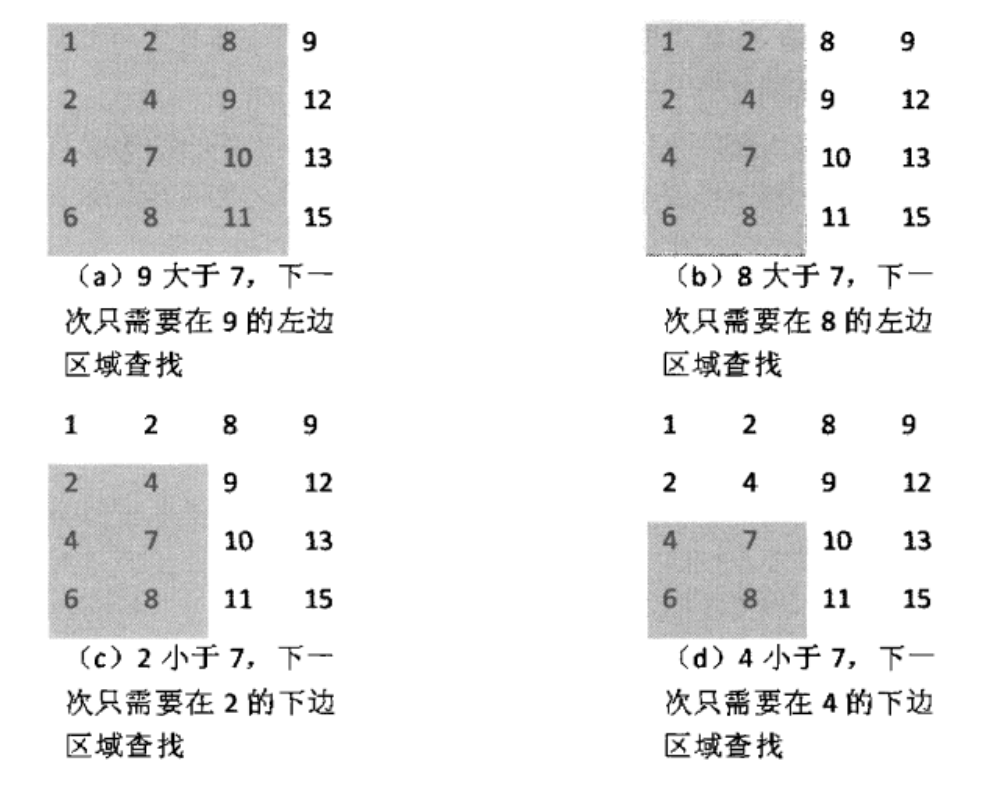 1 2 8 9
2 4 9 12
4 7 10 13
6 8 11 15
（a）9 大于 7，下一
次只需要在 9 的左边
区域查找
1 2 8 9
2 4 9 12
4 7 10 13
6 8 11 15
（b）8 大于 7，下一
次只需要在 8 的左边
区域查找
1 2 8 9
2 4 9 12
4 7 10 13
6 8 11 15
（c）2 小于 7，下一
次只需要在 2 的下边
区域查找
1 2 8 9
2 4 9 12
4 7 10 13
6 8 11 15
（d）4 小于 7，下一
次只需要在 4 的下边
区域查找